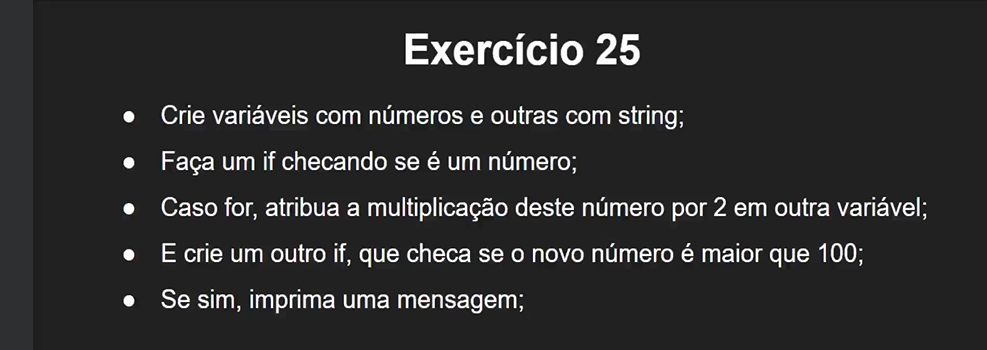 Exercício 25
● Crie variáveis com números e outras com string;
● Faça um if checando se é um número;
● Caso for, atribua a multiplicação deste número por 2 em outra variável;
● E crie um outro if, que checa se o novo número é maior que 100;
● Se sim, imprima uma mensagem;